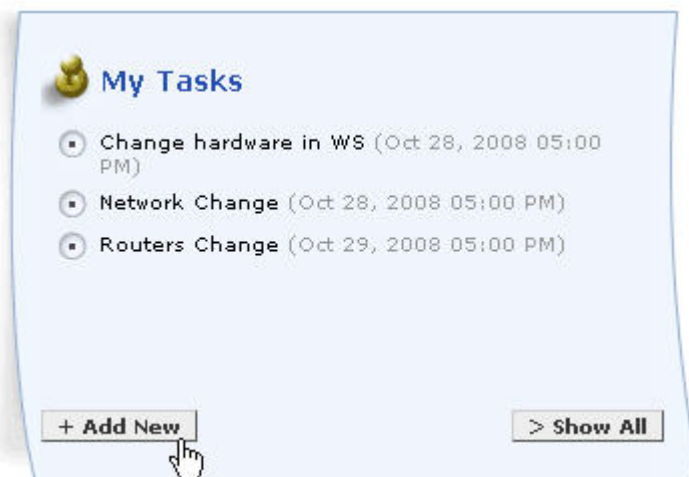 My Tasks
Change hardware in WS (Oct 28, 2008 05:00
PM)
Network Change (Oct 28, 2008 05:00 PM)
Routers Change (Oct 29, 2008 05:00 PM)
+ Add New
> Show All